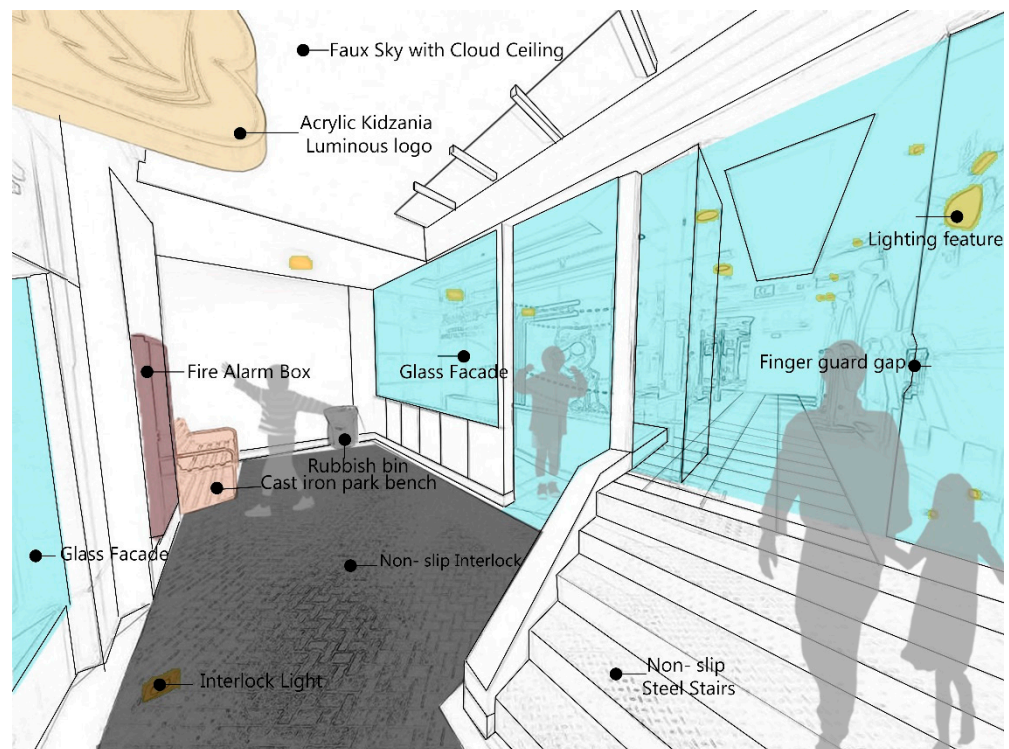 Faux Sky with Cloud Ceiling
Acrylic Kidzania
Luminous logo
Lighting feature
Fire Alarm Box
Glass Facade
Finger guard gap
Rubbish bin
Cast iron park bench
Glass Facade
Non- slip Interlock
Interlock Light
Non- slip
Steel Stairs